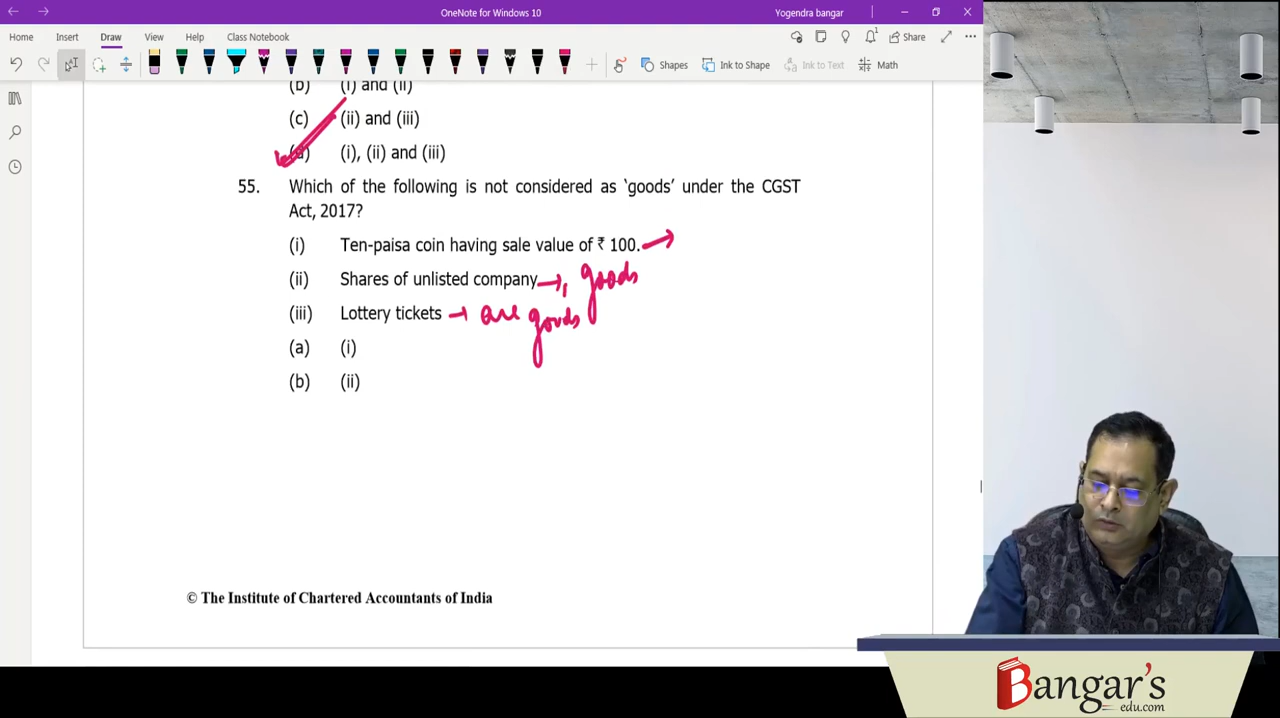 OneNote for Windows 10
Yogendra bangar
Home Insert Draw View Help Class Notebook
Share
Shapes Ink to Shape Ink to Text Math
(b) (i) and (ii)
(c) (ii) and (iii)
(d) (i), (ii) and (iii)
55. Which of the following is not considered as ‘goods’ under the CGST
Act, 2017?
(i) Ten-paisa coin having sale value of ₹ 100.
(ii) Shares of unlisted company → goods
(iii) Lottery tickets → are goods
(a) (i)
(b) (ii)
© The Institute of Chartered Accountants of India
Bangar's
edu.com